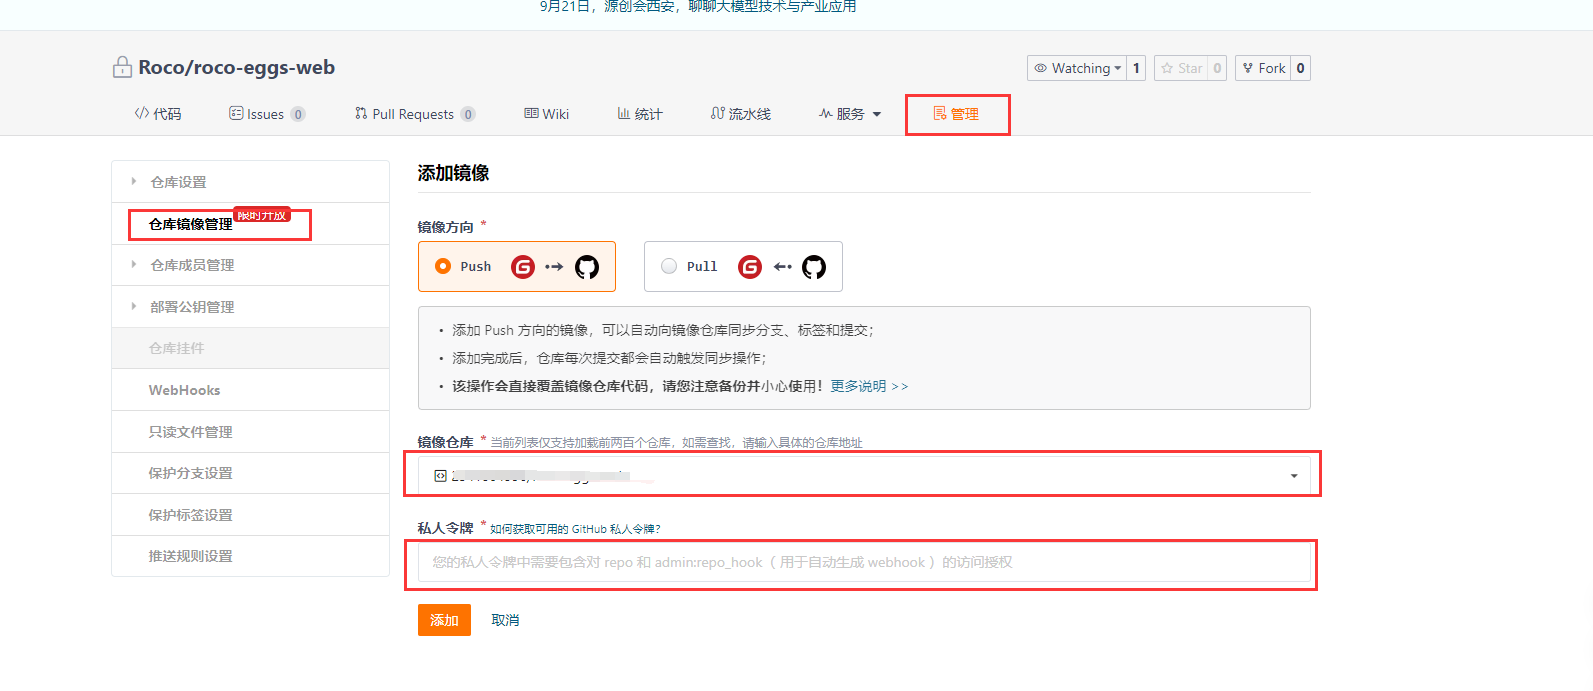 9月21日，源创会西安，聊聊大模型技术与产业应用
Roco/roco-eggs-web
Watching 1 Star 0 Fork 0
代码 Issues 0 Pull Requests 0 Wiki 统计 流水线 服务 管理
添加镜像
仓库设置
仓库镜像管理 限时开放
仓库成员管理
部署公钥管理
仓库挂件
WebHooks
只读文件管理
保护分支设置
保护标签设置
推送规则设置
镜像方向 *
Push Pull
• 添加 Push 方向的镜像，可以自动向镜像仓库同步分支、标签和提交；
• 添加完成后，仓库每次提交都会自动触发同步操作；
• 该操作会直接覆盖镜像仓库代码，请您注意备份并小心使用！更多说明 >>
镜像仓库 * 当前列表仅支持加载前两百个仓库，如需查找，请输入具体的仓库地址
私人令牌 * 如何获取可用的 GitHub 私人令牌？
您的私人令牌中需要包含对 repo 和 admin:repo_hook（ 用于自动生成 webhook ）的访问授权
添加 取消